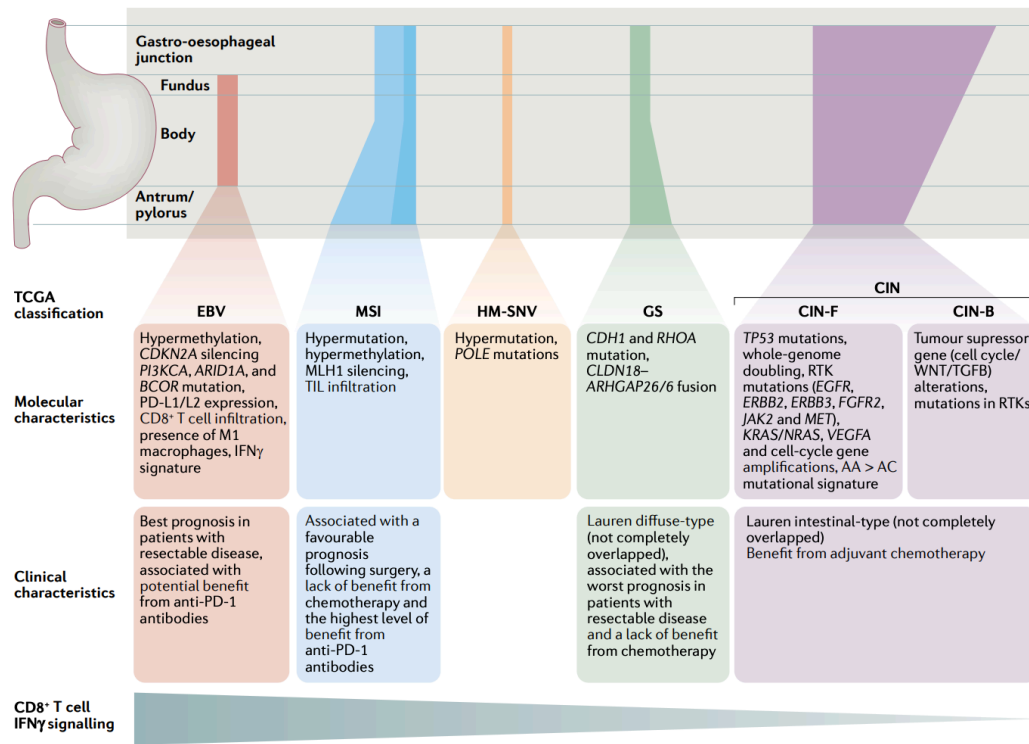 Gastro-oesophageal
junction
Fundus
Body
Antrum/
pylorus
TCGA
classification
EBV
MSI
HM-SNV
GS
CIN
CIN-F
CIN-B
Molecular
characteristics
Hypermethylation,
CDKN2A silencing
PI3KCA, ARID1A, and
BCOR mutation,
PD-L1/L2 expression,
CD8⁺ T cell infiltration,
presence of M1
macrophages, IFNγ
signature
Hypermutation,
hypermethylation,
MLH1 silencing,
TIL infiltration
Hypermutation,
POLE mutations
CDH1 and RHOA
mutation,
CLDN18–
ARHGAP26/6 fusion
TP53 mutations,
whole-genome
doubling, RTK
mutations (EGFR,
ERBB2, ERBB3, FGFR2,
JAK2 and MET),
KRAS/NRAS, VEGFA
and cell-cycle gene
amplifications, AA > AC
mutational signature
Tumour supressor
gene (cell cycle/
WNT/TGFB)
alterations,
mutations in RTKs
Clinical
characteristics
Best prognosis in
patients with
resectable disease,
associated with
potential benefit
from anti-PD-1
antibodies
Associated with a
favourable
prognosis
following surgery, a
lack of benefit from
chemotherapy and
the highest level of
benefit from
anti-PD-1
antibodies
Lauren diffuse-type
(not completely
overlapped),
associated with the
worst prognosis in
patients with
resectable disease
and a lack of benefit
from chemotherapy
Lauren intestinal-type (not completely
overlapped)
Benefit from adjuvant chemotherapy
CD8⁺ T cell
IFNγ signalling